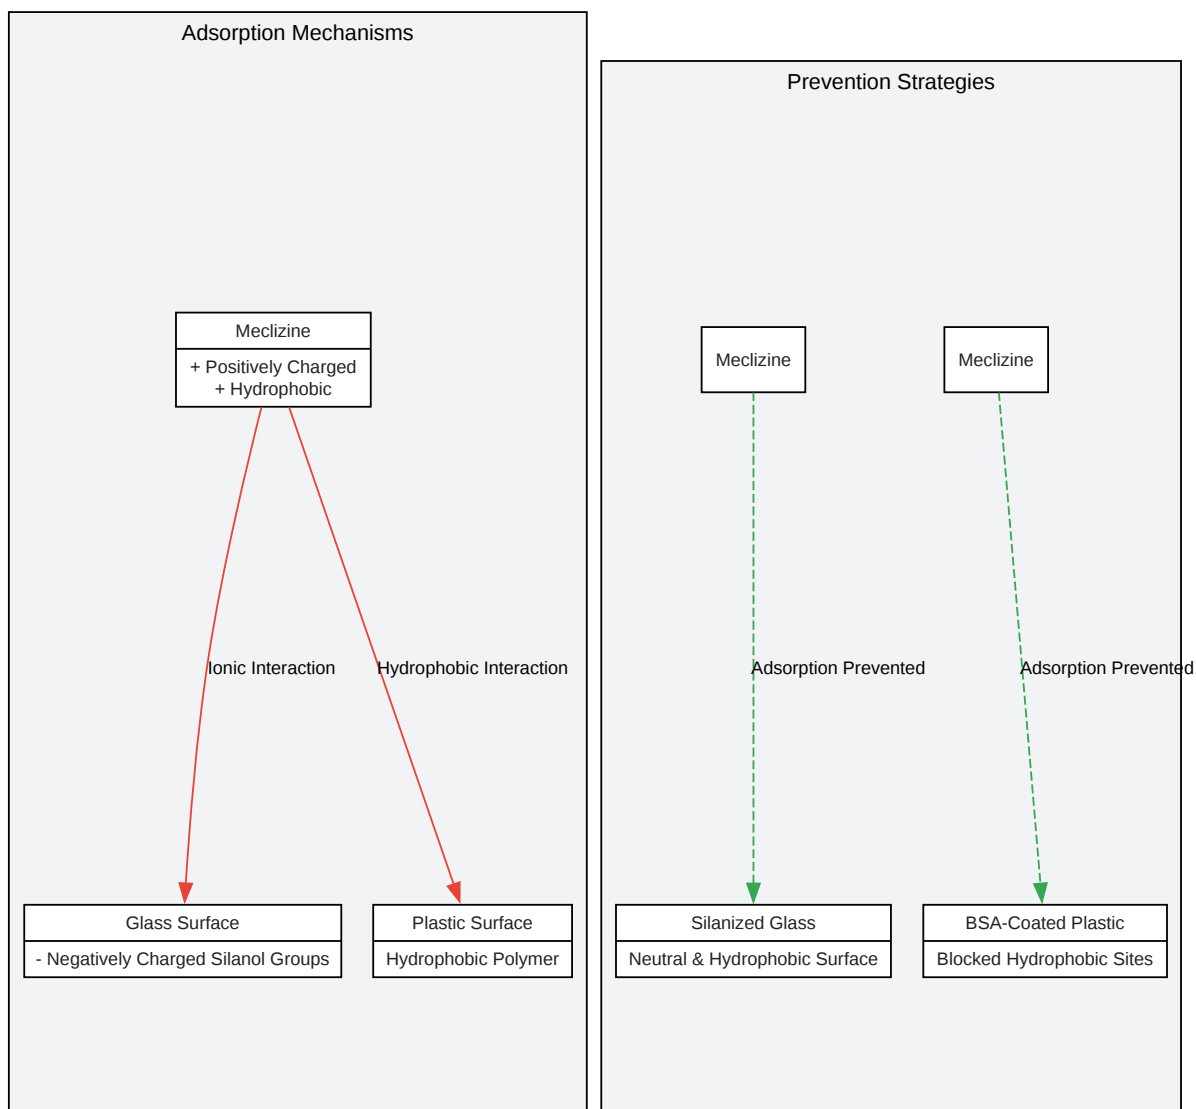 Adsorption Mechanisms
Meclizine
+ Positively Charged
+ Hydrophobic
Ionic Interaction
Hydrophobic Interaction
Glass Surface
- Negatively Charged Silanol Groups
Plastic Surface
Hydrophobic Polymer
Prevention Strategies
Meclizine
Meclizine
Adsorption Prevented
Adsorption Prevented
Silanized Glass
Neutral & Hydrophobic Surface
BSA-Coated Plastic
Blocked Hydrophobic Sites